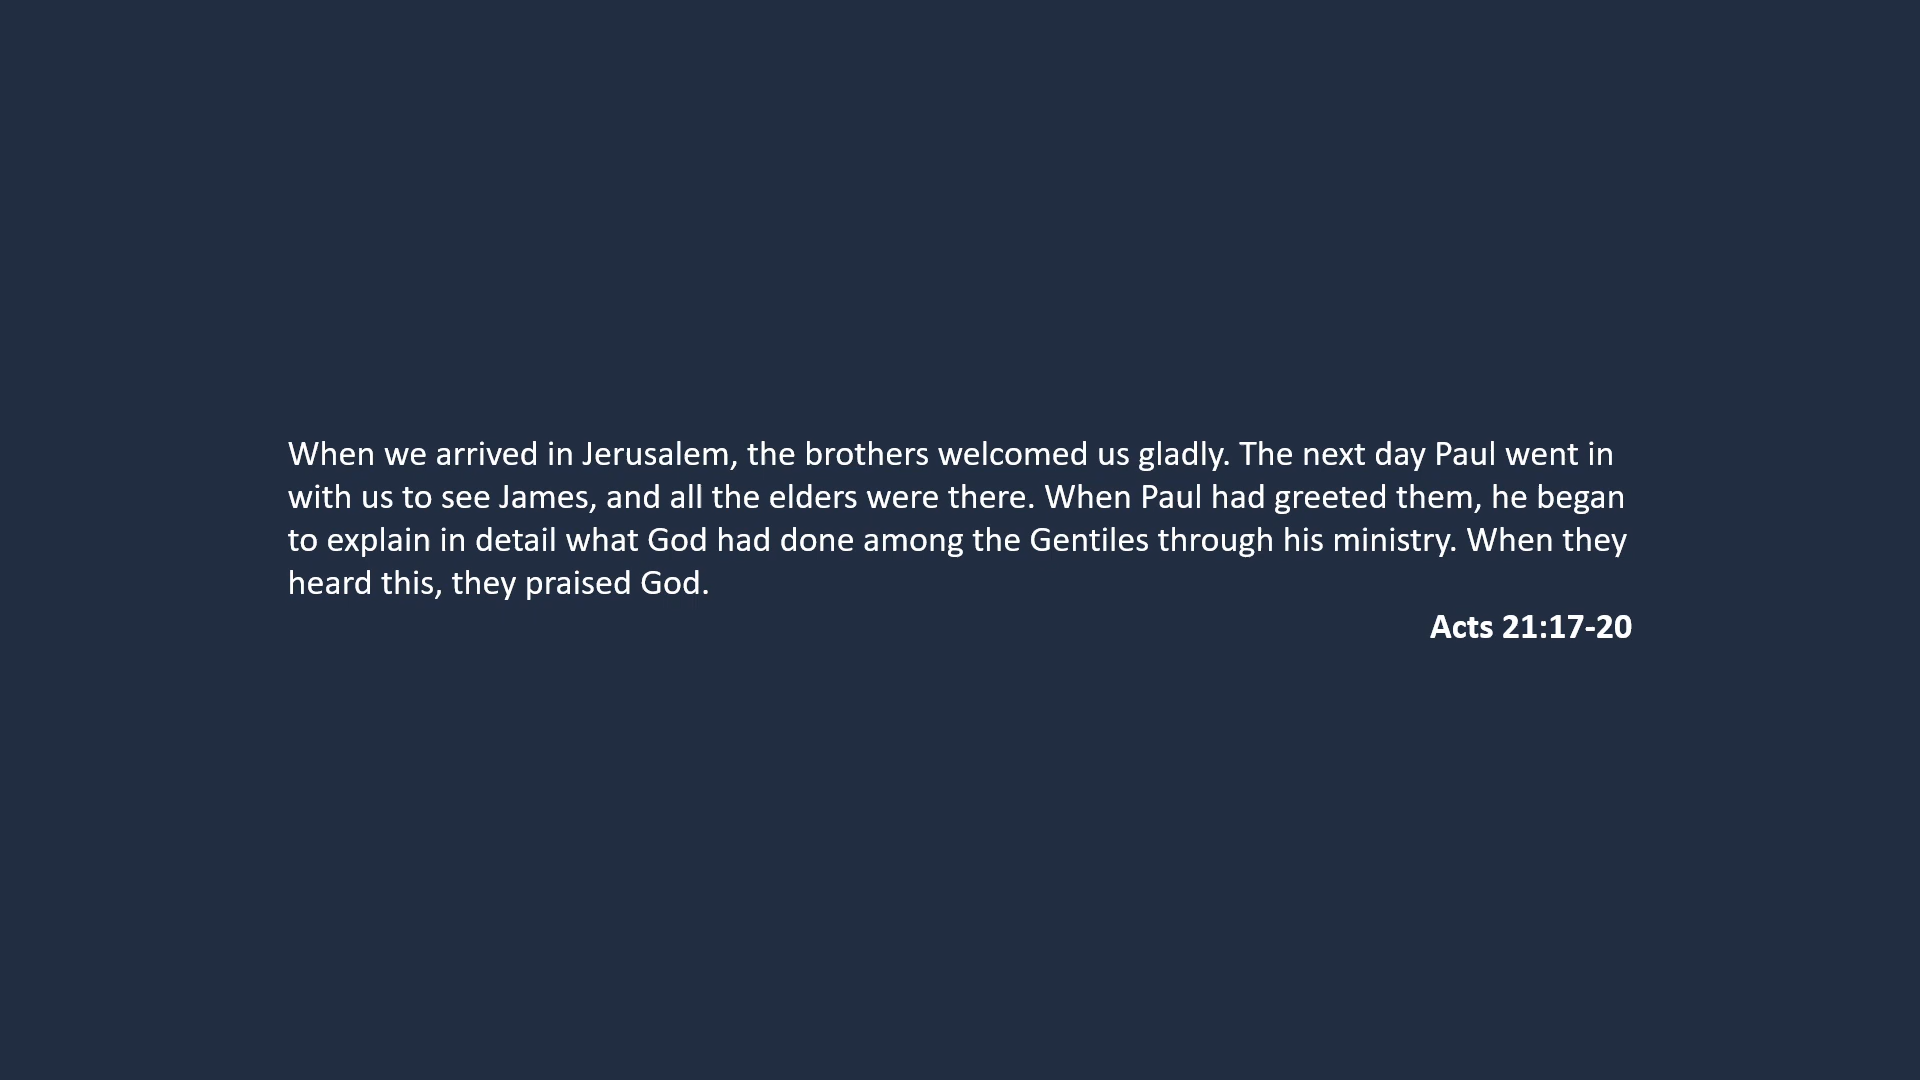 When we arrived in Jerusalem, the brothers welcomed us gladly. The next day Paul went in
with us to see James, and all the elders were there. When Paul had greeted them, he began
to explain in detail what God had done among the Gentiles through his ministry. When they
heard this, they praised God.
Acts 21:17-20